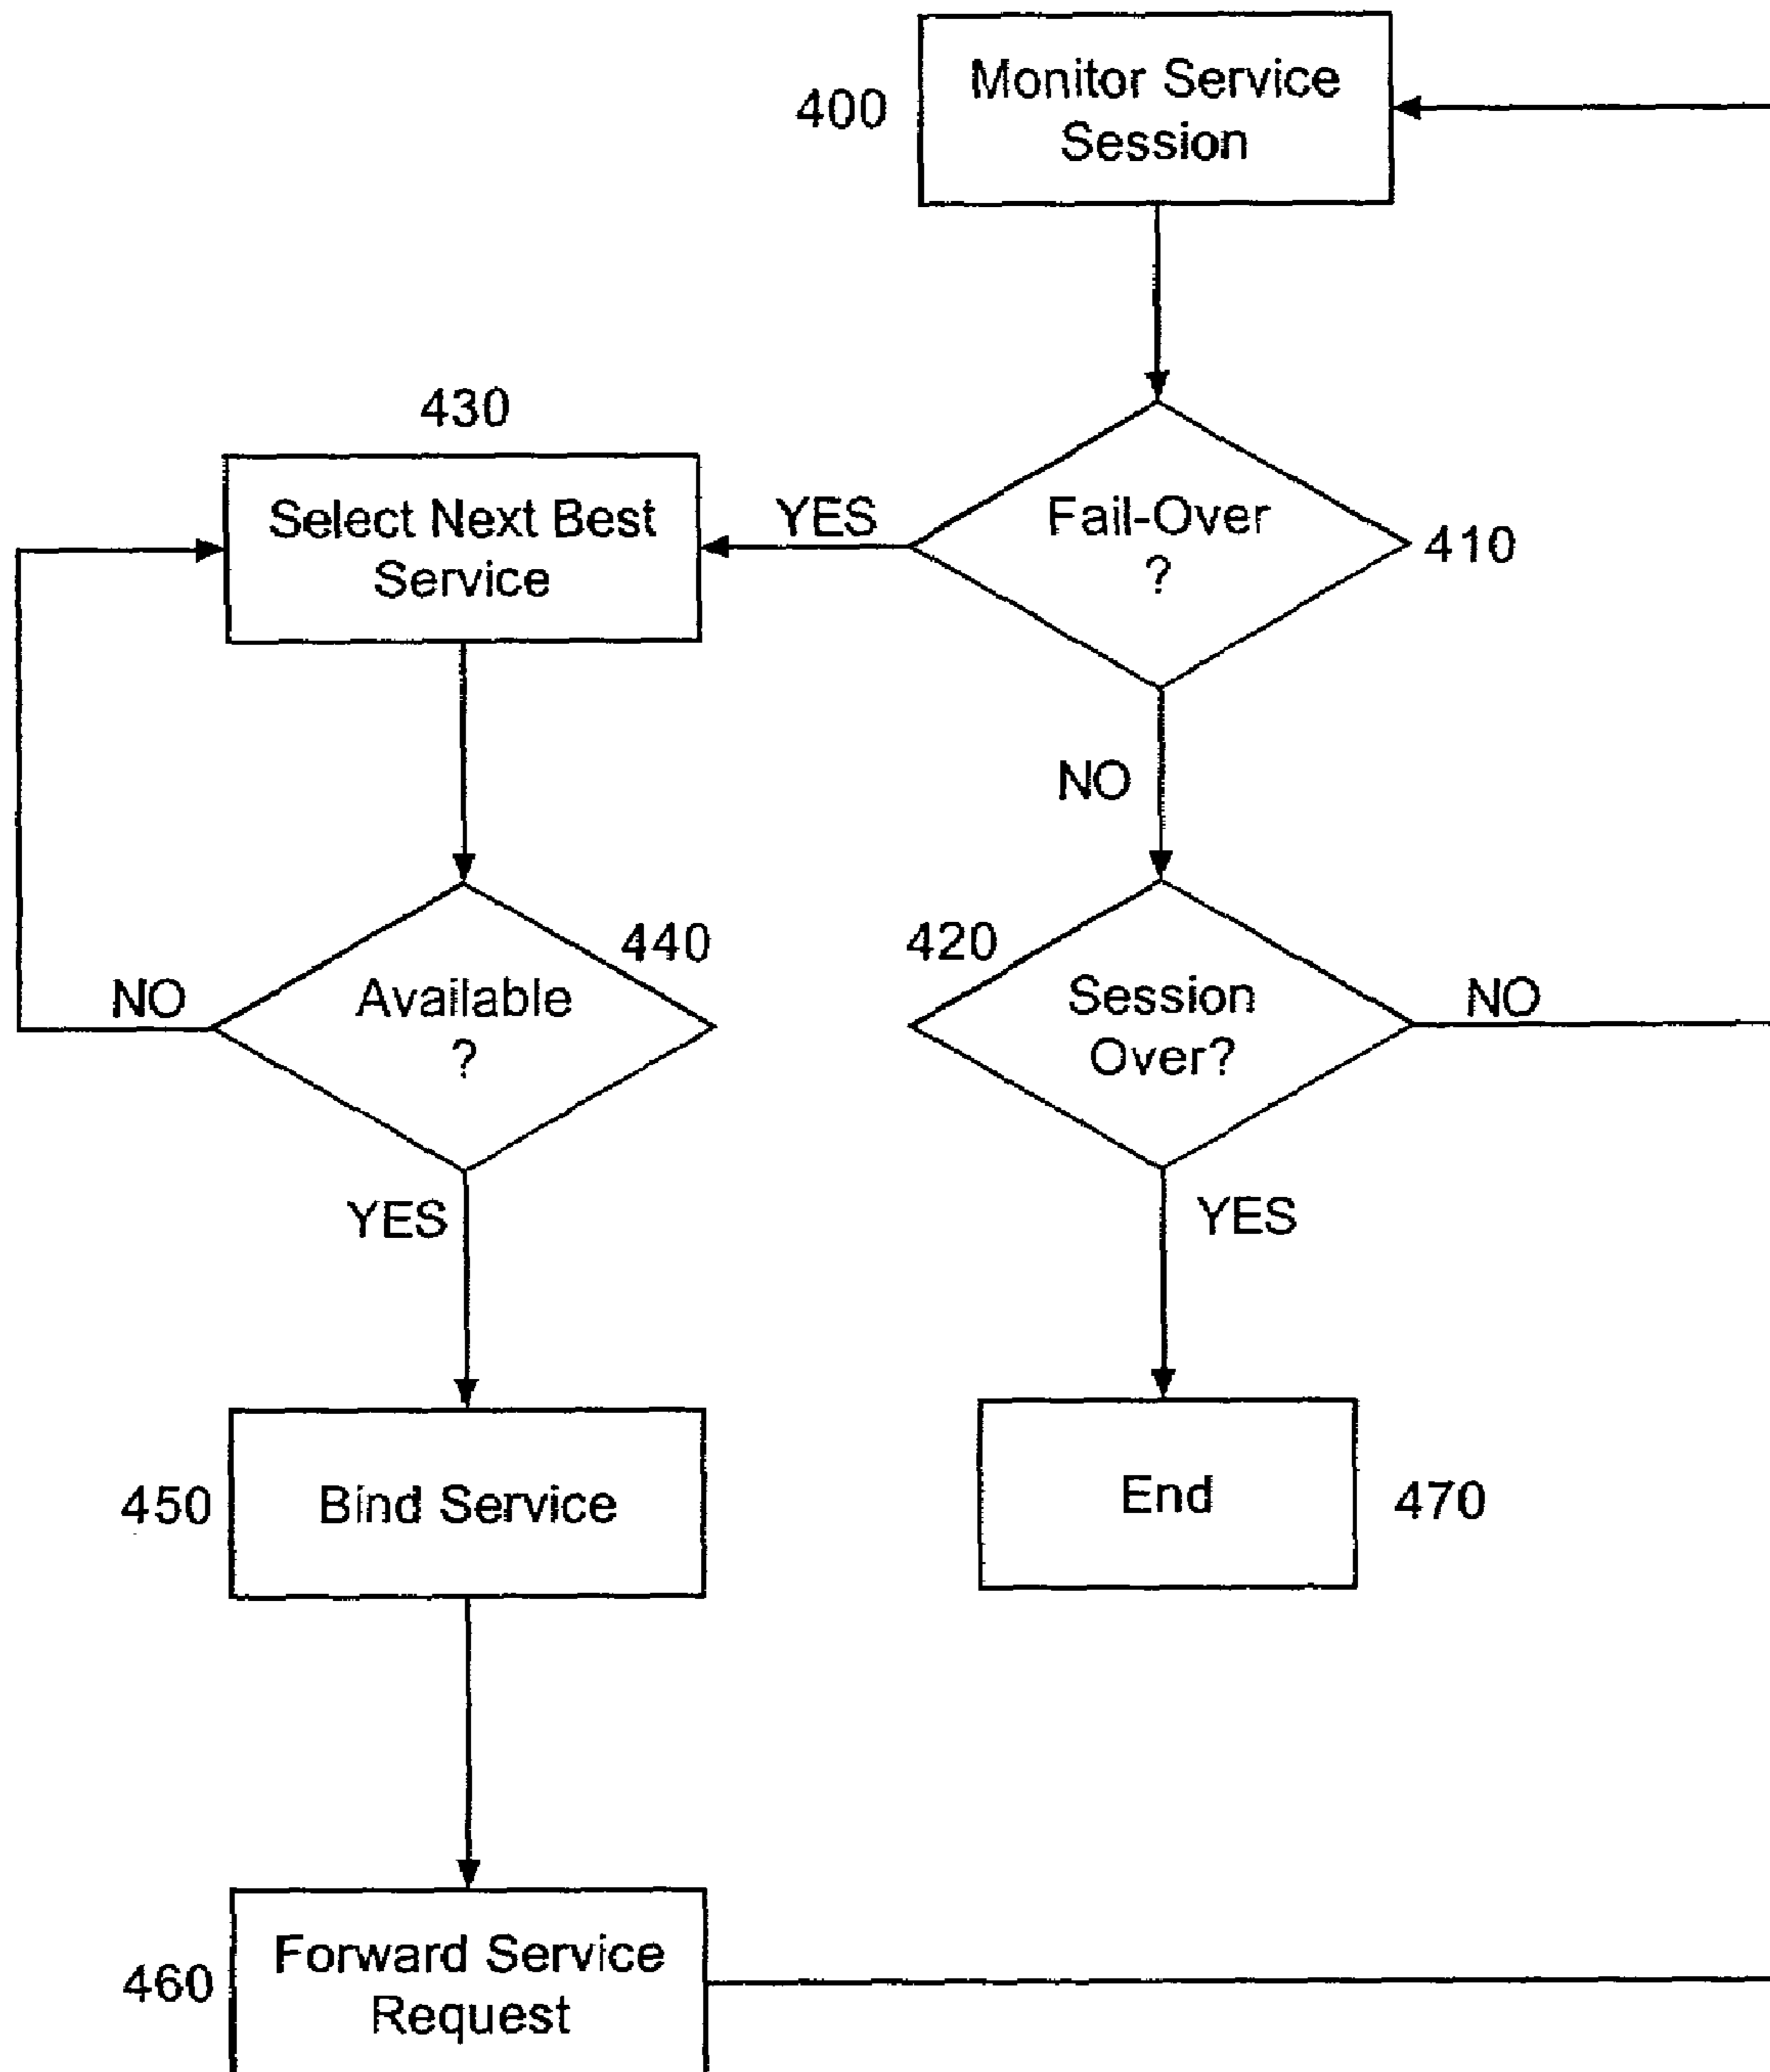 400
Monitor Service
Session
430
Select Next Best
Service
YES
Fail-Over
?
410
NO
440
Available
?
NO
420
Session
Over?
NO
YES
YES
450
Bind Service
End
470
460
Forward Service
Request